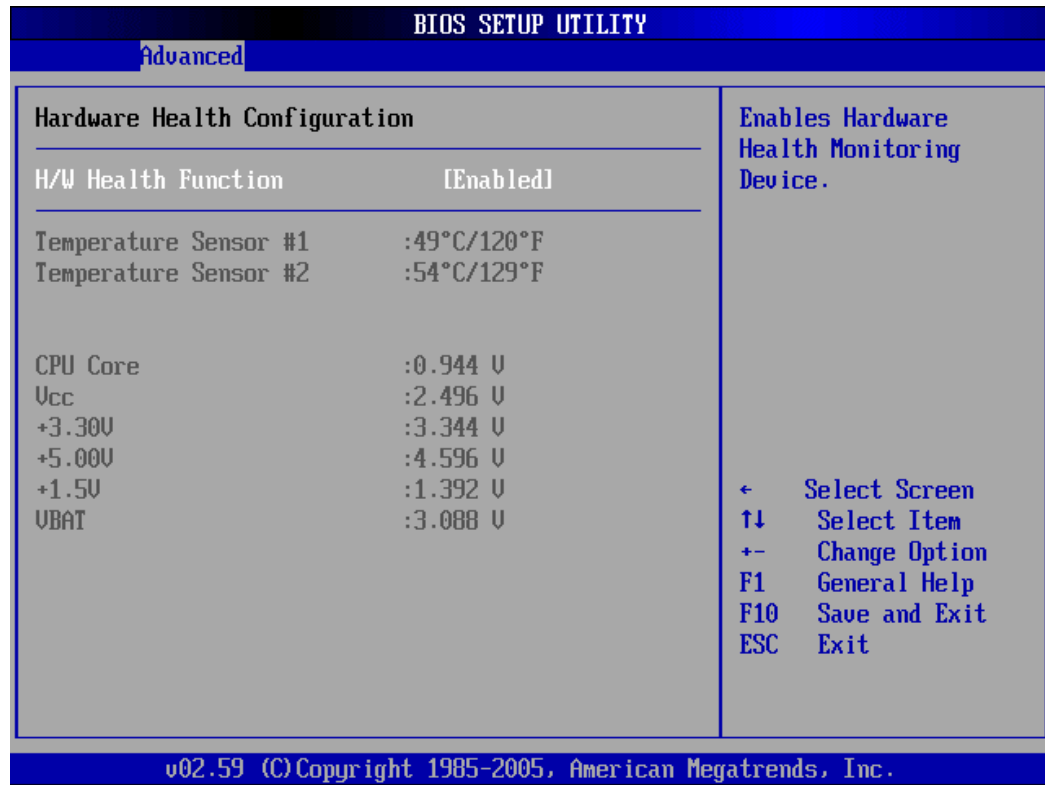 BIOS SETUP UTILITY
Advanced
Hardware Health Configuration
H/W Health Function [Enabled]
Temperature Sensor #1 :49°C/120°F
Temperature Sensor #2 :54°C/129°F
CPU Core :0.944 V
Vcc :2.496 V
+3.30V :3.344 V
+5.00V :4.596 V
+1.5V :1.392 V
VBAT :3.088 V
Enables Hardware
Health Monitoring
Device.
← Select Screen
↑↓ Select Item
+- Change Option
F1 General Help
F10 Save and Exit
ESC Exit
v02.59 (C)Copyright 1985-2005, American Megatrends, Inc.